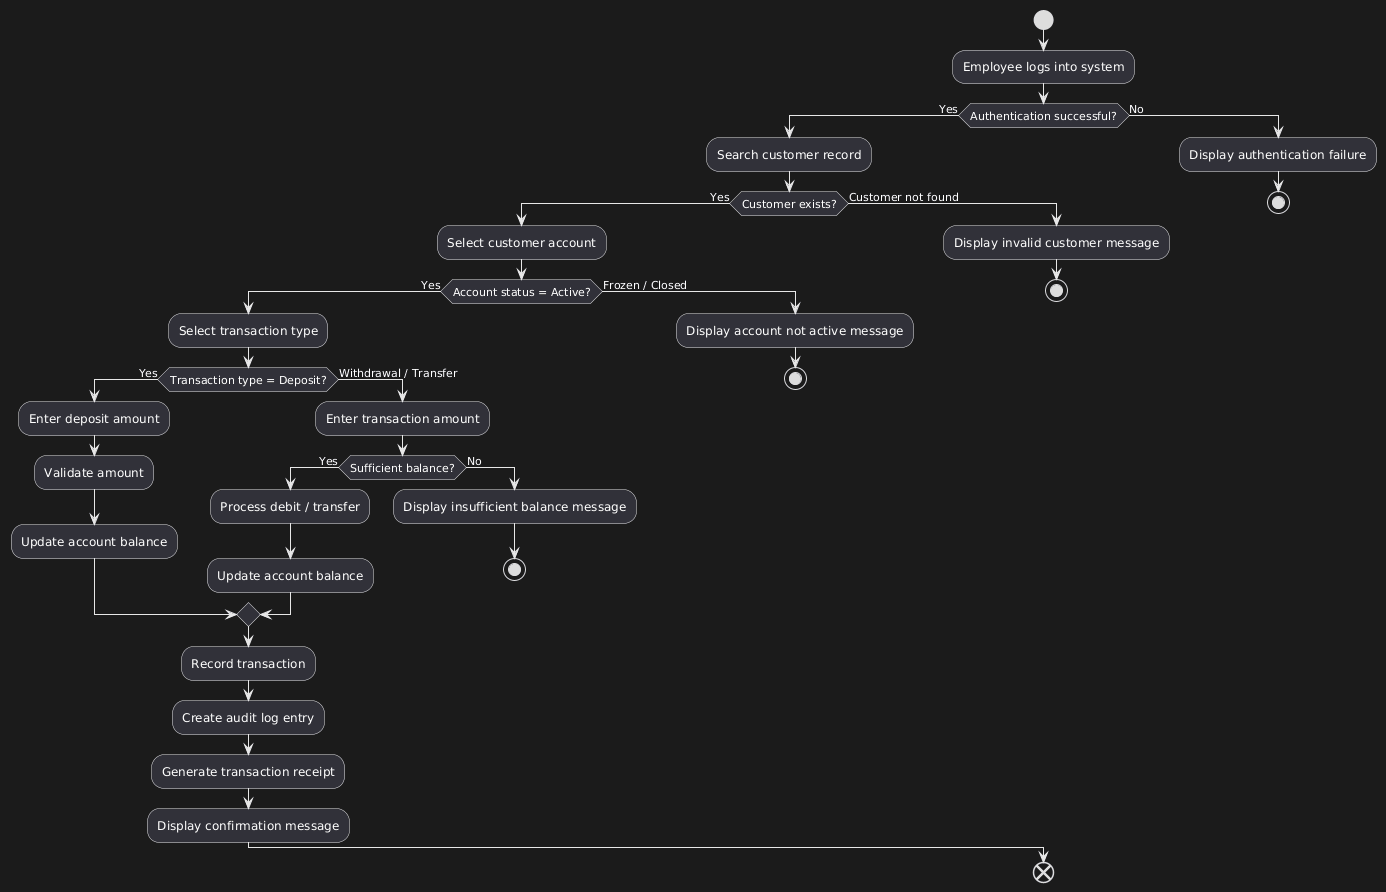 Employee logs into system
Yes
Authentication successful?
No
Search customer record
Display authentication failure
Yes
Customer exists?
Customer not found
Select customer account
Display invalid customer message
Yes
Account status = Active?
Frozen / Closed
Select transaction type
Display account not active message
Yes
Transaction type = Deposit?
Withdrawal / Transfer
Enter deposit amount
Enter transaction amount
Yes
Sufficient balance?
No
Validate amount
Process debit / transfer
Display insufficient balance message
Update account balance
Update account balance
Record transaction
Create audit log entry
Generate transaction receipt
Display confirmation message